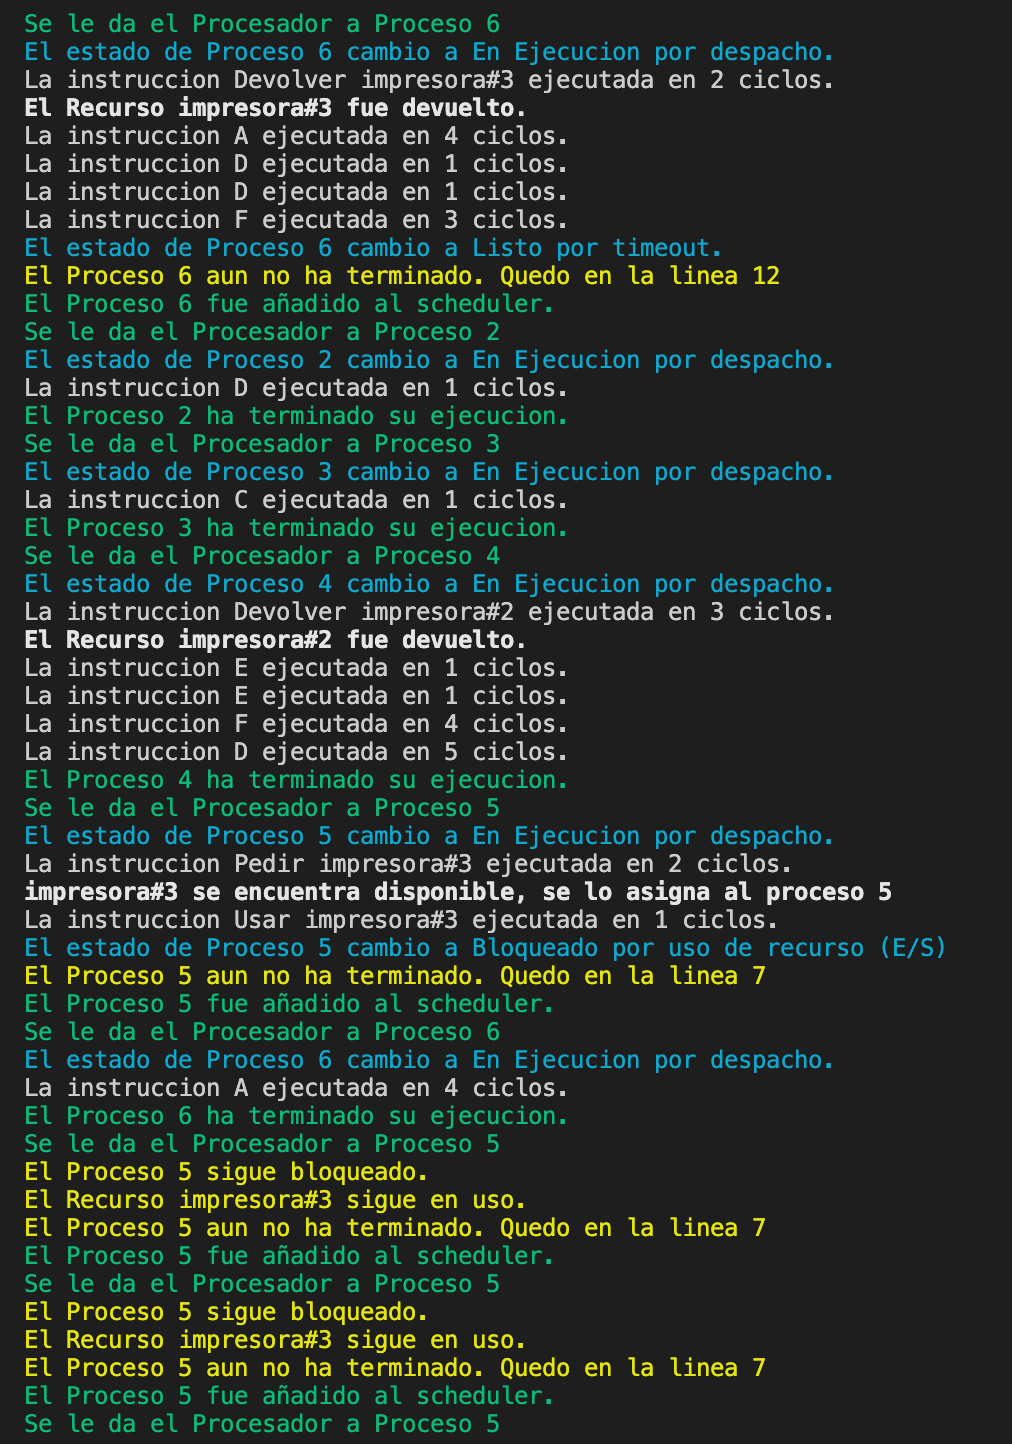 Se le da el Procesador a Proceso 6
El estado de Proceso 6 cambio a En Ejecucion por despacho.
La instruccion Devolver impresora#3 ejecutada en 2 ciclos.
El Recurso impresora#3 fue devuelto.
La instruccion A ejecutada en 4 ciclos.
La instruccion D ejecutada en 1 ciclos.
La instruccion D ejecutada en 1 ciclos.
La instruccion F ejecutada en 3 ciclos.
El estado de Proceso 6 cambio a Listo por timeout.
El Proceso 6 aun no ha terminado. Quedo en la linea 12
El Proceso 6 fue añadido al scheduler.
Se le da el Procesador a Proceso 2
El estado de Proceso 2 cambio a En Ejecucion por despacho.
La instruccion D ejecutada en 1 ciclos.
El Proceso 2 ha terminado su ejecucion.
Se le da el Procesador a Proceso 3
El estado de Proceso 3 cambio a En Ejecucion por despacho.
La instruccion C ejecutada en 1 ciclos.
El Proceso 3 ha terminado su ejecucion.
Se le da el Procesador a Proceso 4
El estado de Proceso 4 cambio a En Ejecucion por despacho.
La instruccion Devolver impresora#2 ejecutada en 3 ciclos.
El Recurso impresora#2 fue devuelto.
La instruccion E ejecutada en 1 ciclos.
La instruccion E ejecutada en 1 ciclos.
La instruccion F ejecutada en 4 ciclos.
La instruccion D ejecutada en 5 ciclos.
El Proceso 4 ha terminado su ejecucion.
Se le da el Procesador a Proceso 5
El estado de Proceso 5 cambio a En Ejecucion por despacho.
La instruccion Pedir impresora#3 ejecutada en 2 ciclos.
impresora#3 se encuentra disponible, se lo asigna al proceso 5
La instruccion Usar impresora#3 ejecutada en 1 ciclos.
El estado de Proceso 5 cambio a Bloqueado por uso de recurso (E/S)
El Proceso 5 aun no ha terminado. Quedo en la linea 7
El Proceso 5 fue añadido al scheduler.
Se le da el Procesador a Proceso 6
El estado de Proceso 6 cambio a En Ejecucion por despacho.
La instruccion A ejecutada en 4 ciclos.
El Proceso 6 ha terminado su ejecucion.
Se le da el Procesador a Proceso 5
El Proceso 5 sigue bloqueado.
El Recurso impresora#3 sigue en uso.
El Proceso 5 aun no ha terminado. Quedo en la linea 7
El Proceso 5 fue añadido al scheduler.
Se le da el Procesador a Proceso 5
El Proceso 5 sigue bloqueado.
El Recurso impresora#3 sigue en uso.
El Proceso 5 aun no ha terminado. Quedo en la linea 7
El Proceso 5 fue añadido al scheduler.
Se le da el Procesador a Proceso 5